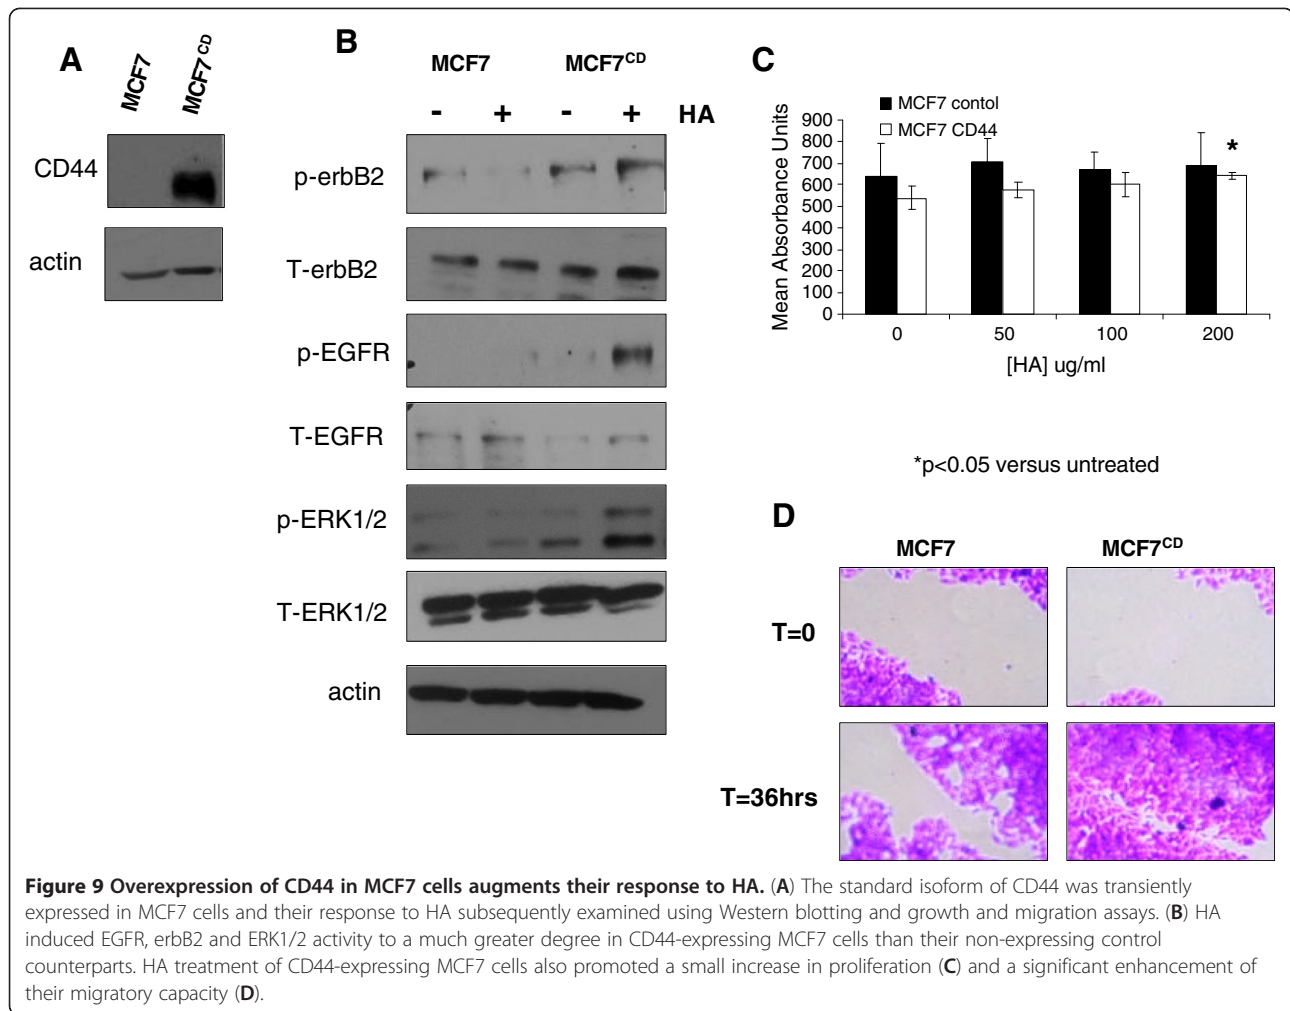 A
MCF7
MCF7CD
CD44
actin
B
MCF7
MCF7CD
- + - + HA
p-erbB2
T-erbB2
p-EGFR
T-EGFR
p-ERK1/2
T-ERK1/2
actin
C
MCF7 contol
MCF7 CD44
Mean Absorbance Units
900
800
700
600
500
400
300
200
100
0
*
0 50 100 200
[HA] ug/ml
*p<0.05 versus untreated
D
MCF7 MCF7CD
T=0
T=36hrs
Figure 9 Overexpression of CD44 in MCF7 cells augments their response to HA. (A) The standard isoform of CD44 was transiently
expressed in MCF7 cells and their response to HA subsequently examined using Western blotting and growth and migration assays. (B) HA
induced EGFR, erbB2 and ERK1/2 activity to a much greater degree in CD44-expressing MCF7 cells than their non-expressing control
counterparts. HA treatment of CD44-expressing MCF7 cells also promoted a small increase in proliferation (C) and a significant enhancement of
their migratory capacity (D).